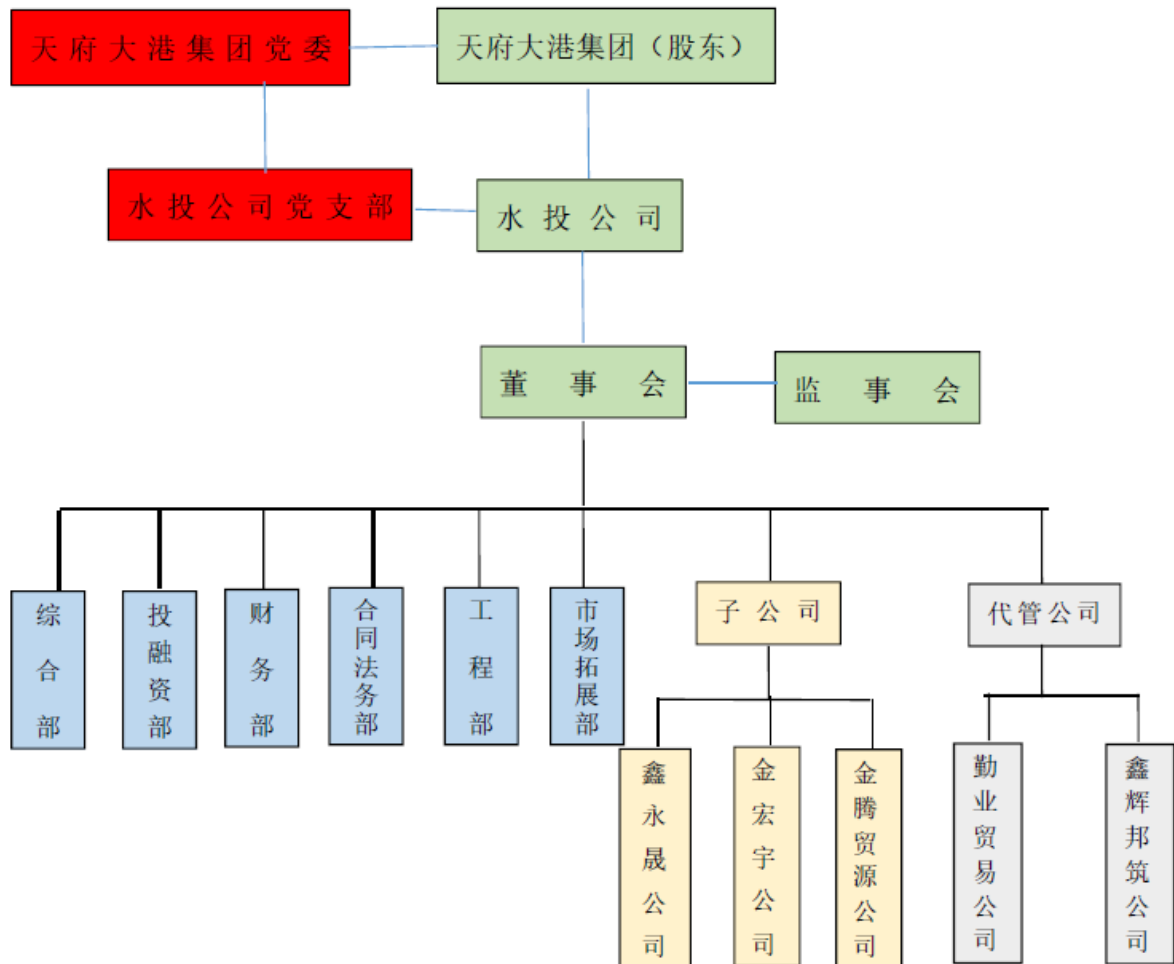 天府大港集团党委
天府大港集团（股东）
水投公司党支部
水投公司
董事会
监事会
综合部
投融资部
财务部
合同法务部
工程部
市场拓展部
子公司
代管公司
鑫永晟公司
金宏宇公司
金腾贸源公司
勤业贸易公司
鑫辉邦筑公司